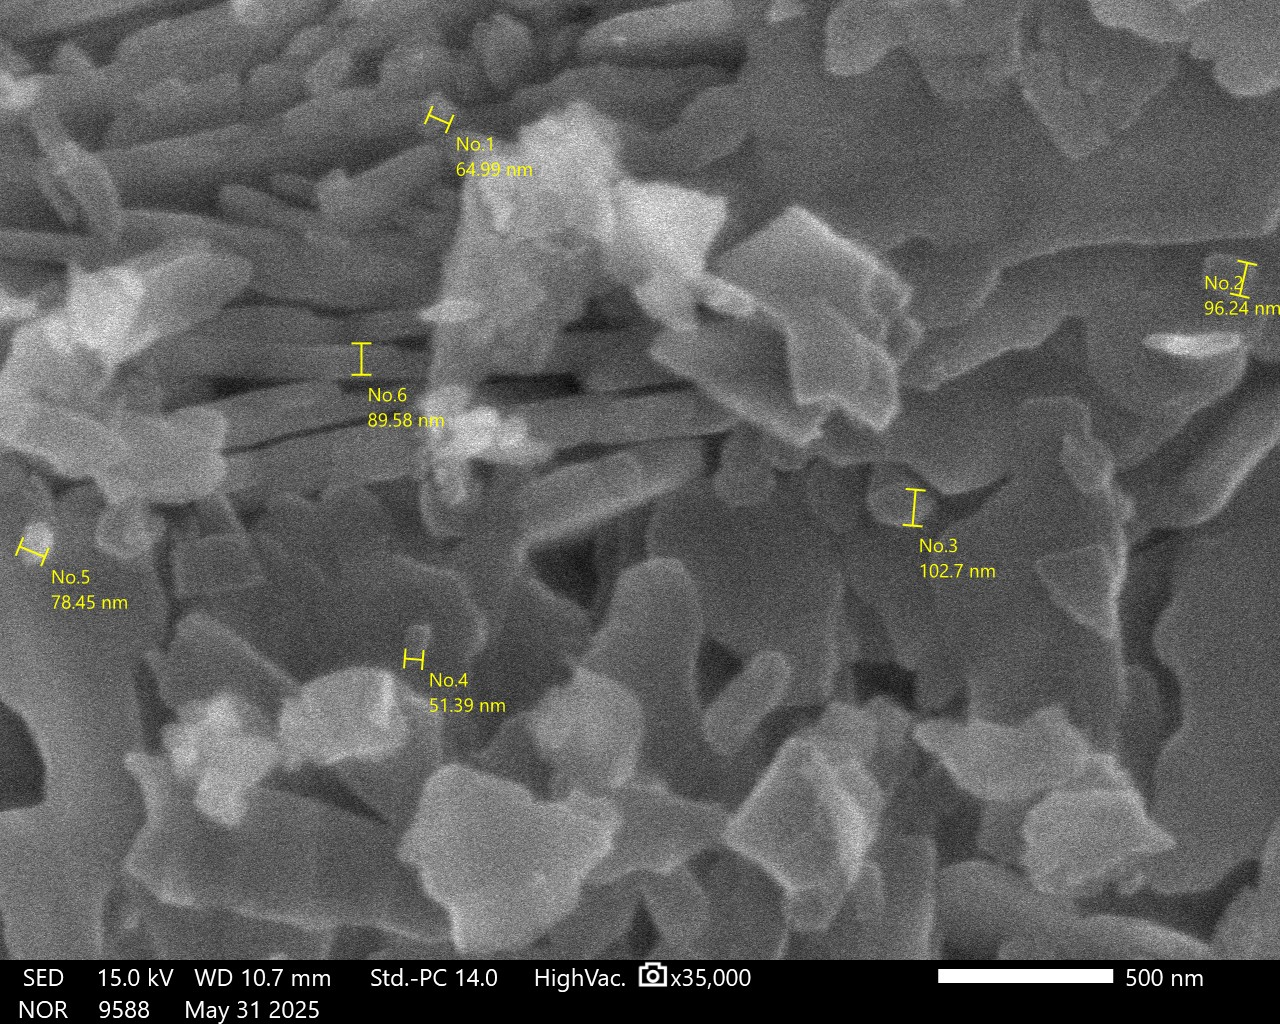 No.1
64.99 nm
No.2
96.24 nm
No.6
89.58 nm
No.3
102.7 nm
No.5
78.45 nm
No.4
51.39 nm
SED 15.0 kV WD 10.7 mm Std.-PC 14.0 HighVac. x35,000 500 nm
NOR 9588 May 31 2025